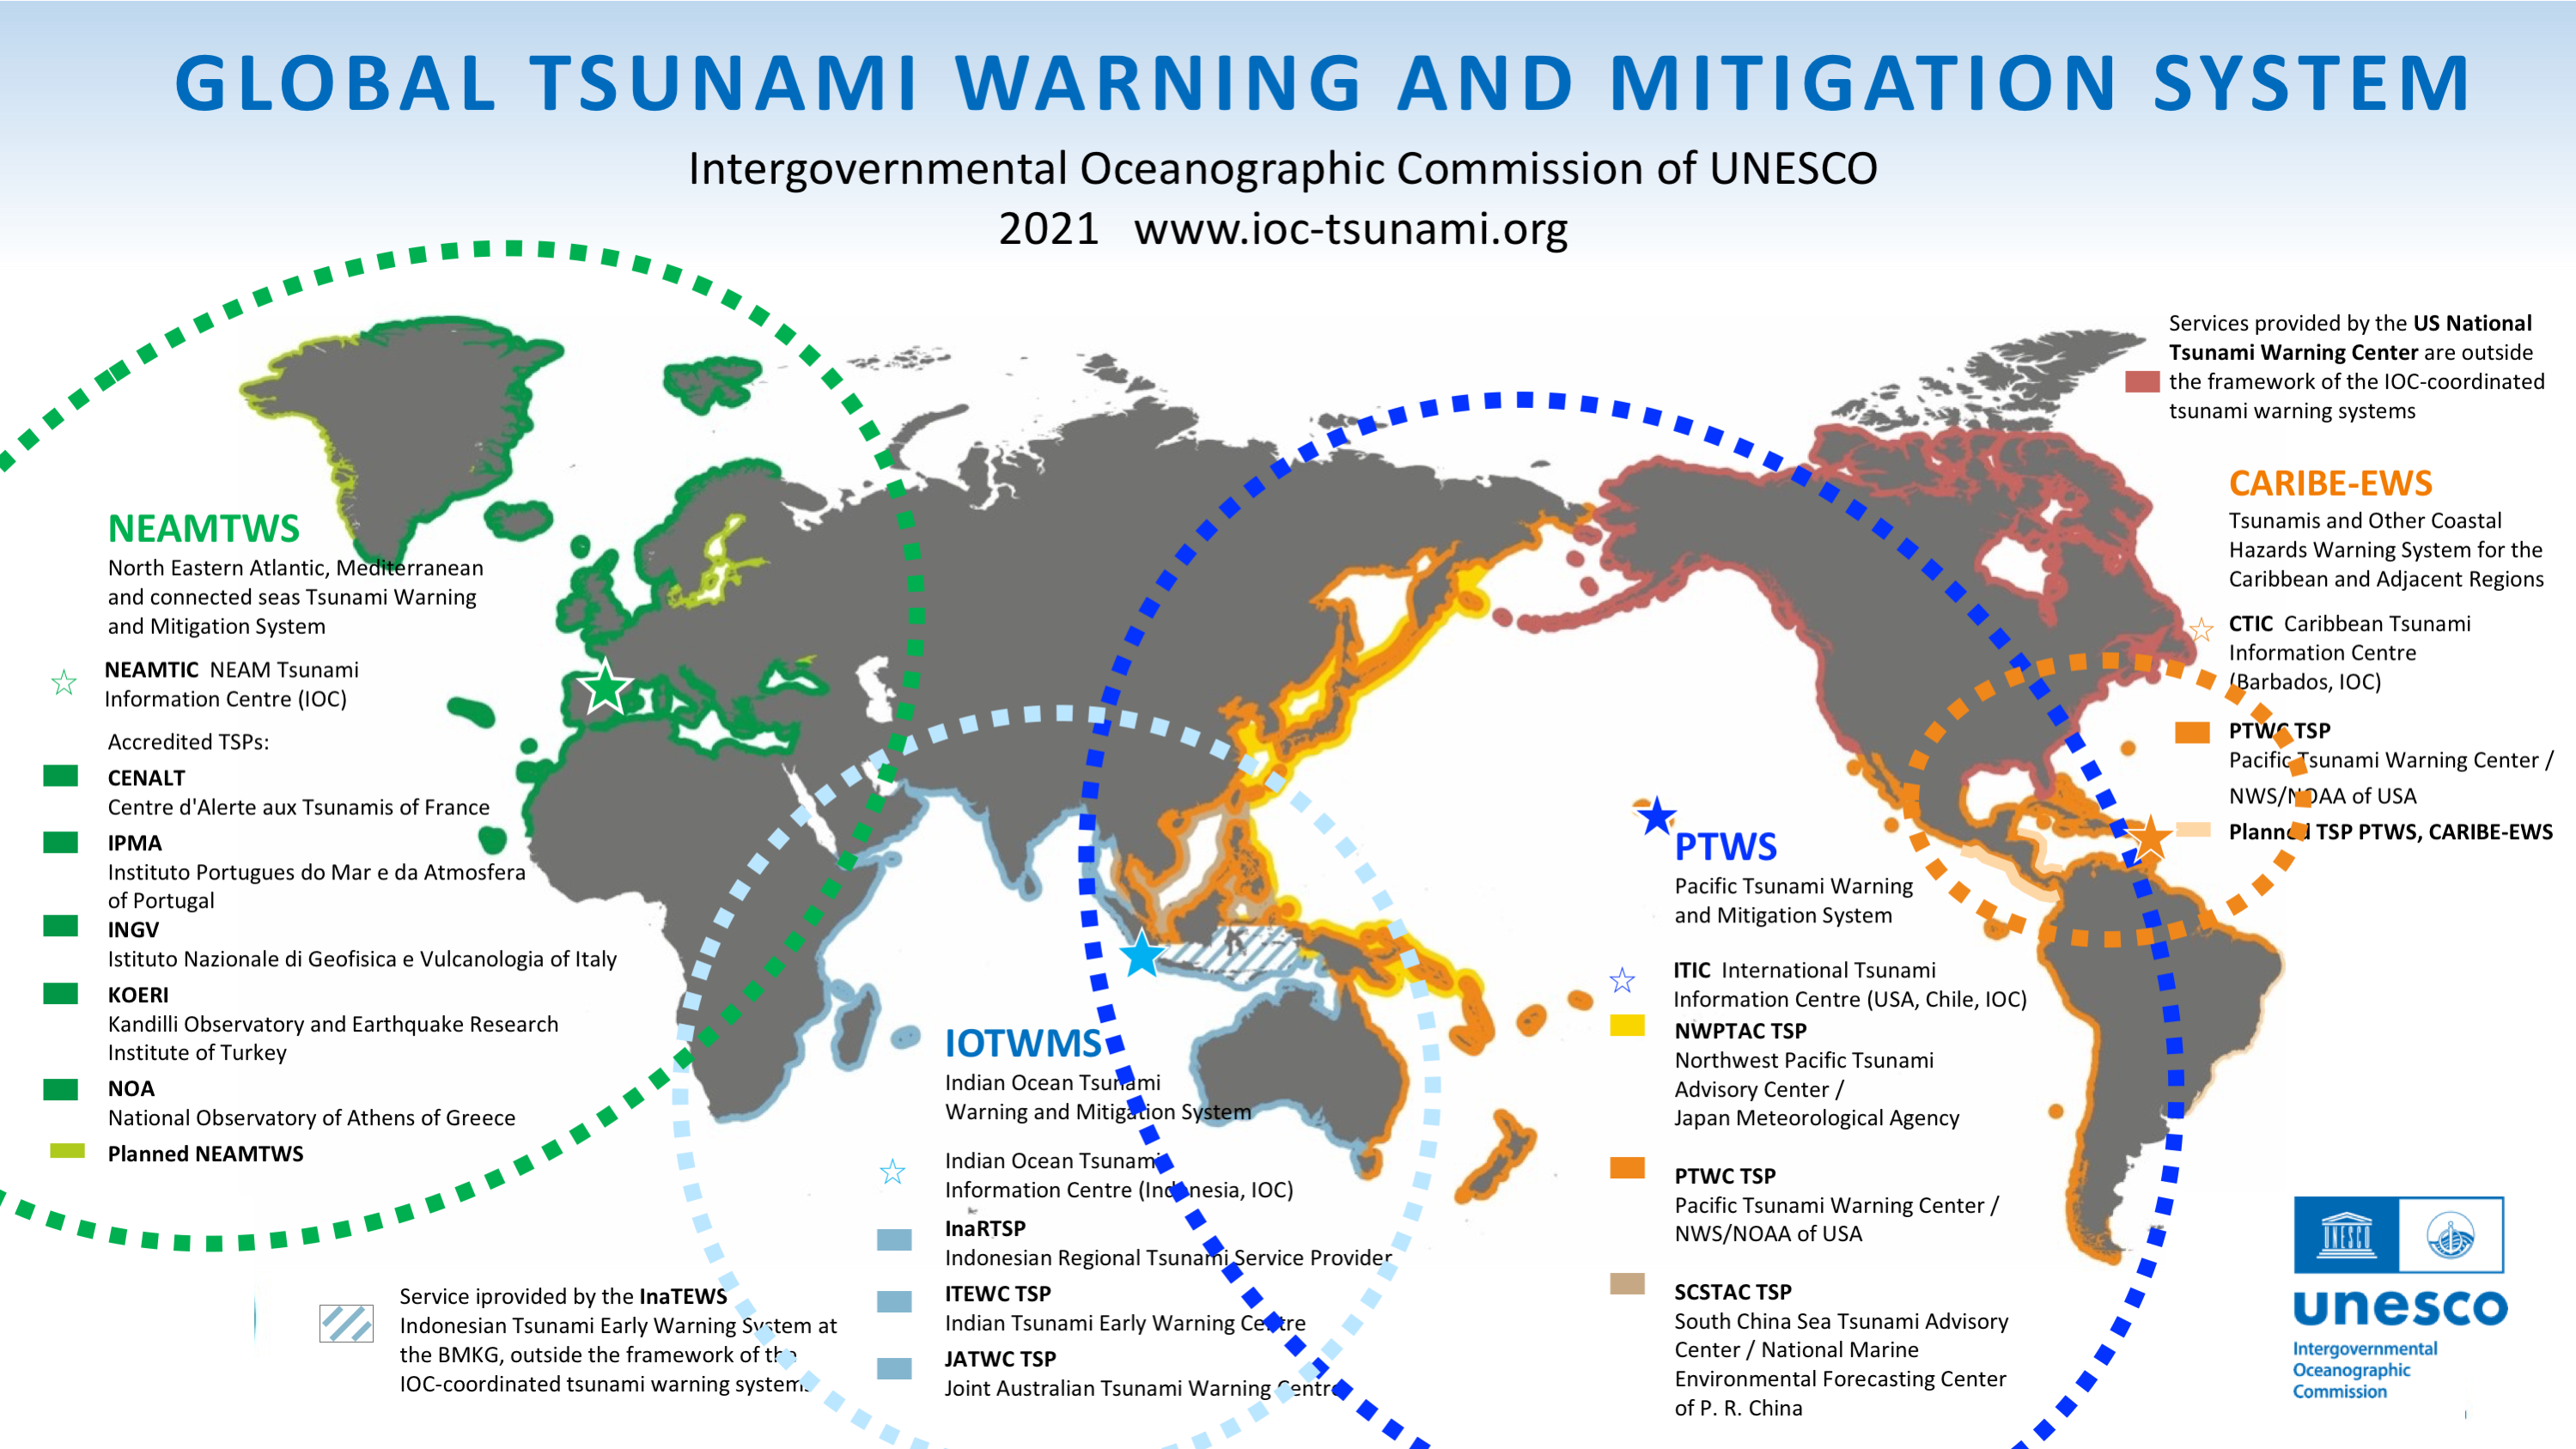 GLOBAL TSUNAMI WARNING AND MITIGATION SYSTEM
Intergovernmental Oceanographic Commission of UNESCO
2021 www.ioc-tsunami.org
NEAMTWS
North Eastern Atlantic, Mediterranean
and connected seas Tsunami Warning
and Mitigation System
NEAMTIC NEAM Tsunami
Information Centre (IOC)
Accredited TSPs:
CENALT
Centre d'Alerte aux Tsunamis of France
IPMA
Instituto Portugues do Mar e da Atmosfera
of Portugal
INGV
Istituto Nazionale di Geofisica e Vulcanologia of Italy
KOERI
Kandilli Observatory and Earthquake Research
Institute of Turkey
NOA
National Observatory of Athens of Greece
Planned NEAMTWS
Service iprovided by the InaTEWS
Indonesian Tsunami Early Warning System at
the BMKG, outside the framework of the
IOC-coordinated tsunami warning systems
IOTWMS
Indian Ocean Tsunami
Warning and Mitigation System
Indian Ocean Tsunami
Information Centre (Indonesia, IOC)
InaRTSP
Indonesian Regional Tsunami Service Provider
ITEWC TSP
Indian Tsunami Early Warning Centre
JATWC TSP
Joint Australian Tsunami Warning Centre
PTWS
Pacific Tsunami Warning
and Mitigation System
ITIC International Tsunami
Information Centre (USA, Chile, IOC)
NWPTAC TSP
Northwest Pacific Tsunami
Advisory Center /
Japan Meteorological Agency
PTWC TSP
Pacific Tsunami Warning Center /
NWS/NOAA of USA
SCSTAC TSP
South China Sea Tsunami Advisory
Center / National Marine
Environmental Forecasting Center
of P. R. China
Services provided by the US National
Tsunami Warning Center are outside
the framework of the IOC-coordinated
tsunami warning systems
CARIBE-EWS
Tsunamis and Other Coastal
Hazards Warning System for the
Caribbean and Adjacent Regions
CTIC Caribbean Tsunami
Information Centre
(Barbados, IOC)
PTWC TSP
Pacific Tsunami Warning Center /
NWS/NOAA of USA
Planned TSP PTWS, CARIBE-EWS
UNESCO
unesco
Intergovernmental
Oceanographic
Commission